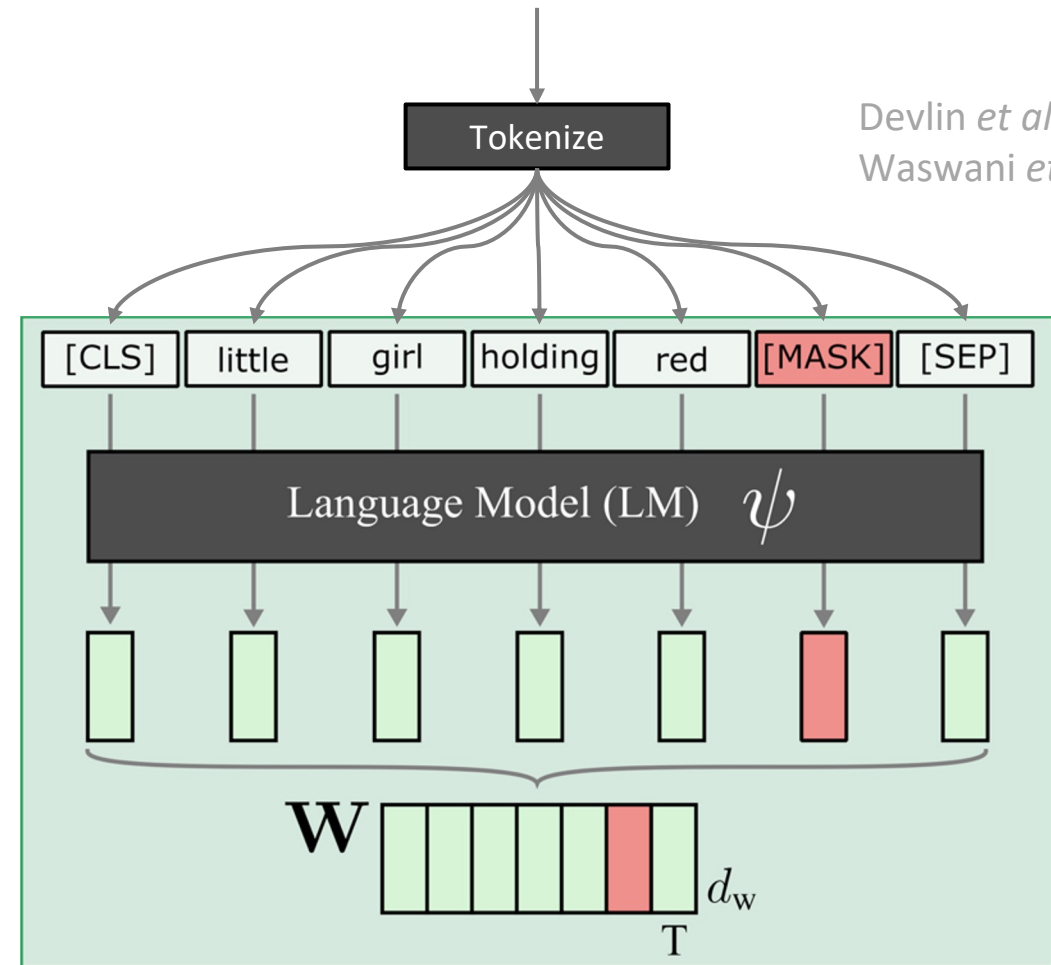 Tokenize
Devlin et al
Waswani et
[CLS] little girl holding red [MASK] [SEP]
Language Model (LM) ψ
W
d_w
T